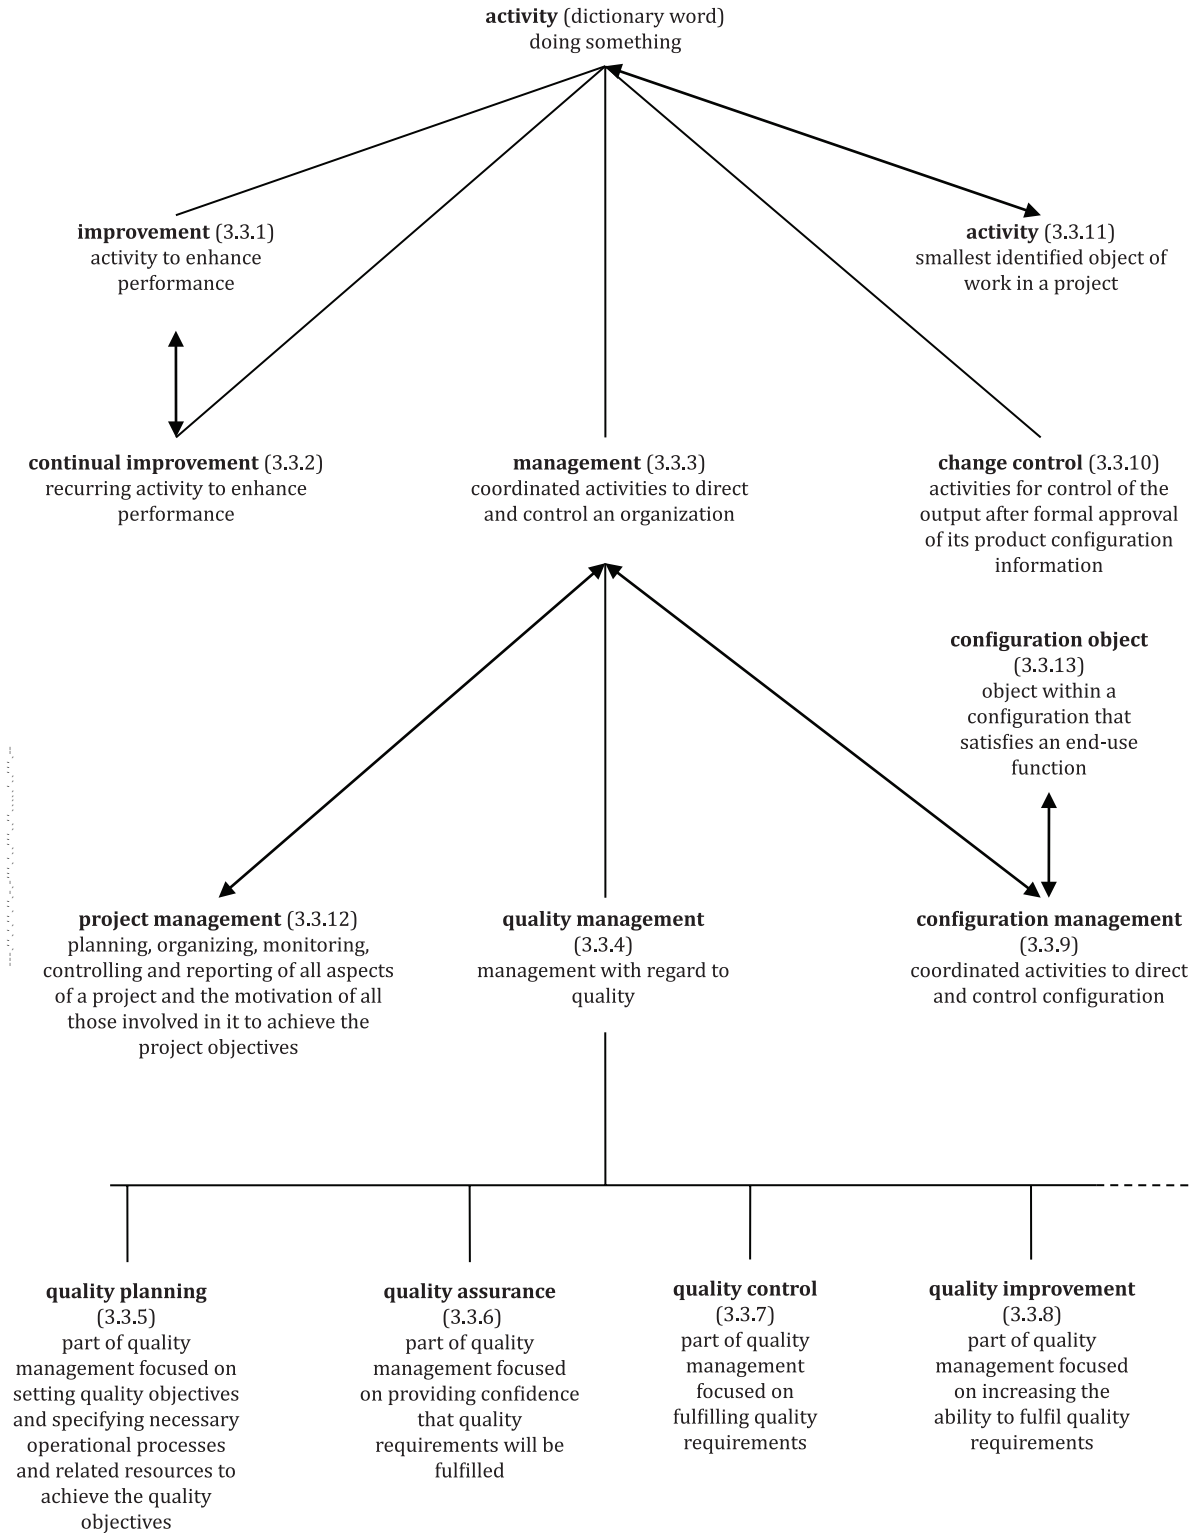 activity (dictionary word)
doing something
improvement (3.3.1)
activity to enhance
performance
activity (3.3.11)
smallest identified object of
work in a project
continual improvement (3.3.2)
recurring activity to enhance
performance
management (3.3.3)
coordinated activities to direct
and control an organization
change control (3.3.10)
activities for control of the
output after formal approval
of its product configuration
information
configuration object
(3.3.13)
object within a
configuration that
satisfies an end-use
function
project management (3.3.12)
planning, organizing, monitoring,
controlling and reporting of all aspects
of a project and the motivation of all
those involved in it to achieve the
project objectives
quality management
(3.3.4)
management with regard to
quality
configuration management
(3.3.9)
coordinated activities to direct
and control configuration
quality planning
(3.3.5)
part of quality
management focused on
setting quality objectives
and specifying necessary
operational processes
and related resources to
achieve the quality
objectives
quality assurance
(3.3.6)
part of quality
management focused
on providing confidence
that quality
requirements will be
fulfilled
quality control
(3.3.7)
part of quality
management
focused on
fulfilling quality
requirements
quality improvement
(3.3.8)
part of quality
management focused
on increasing the
ability to fulfil quality
requirements